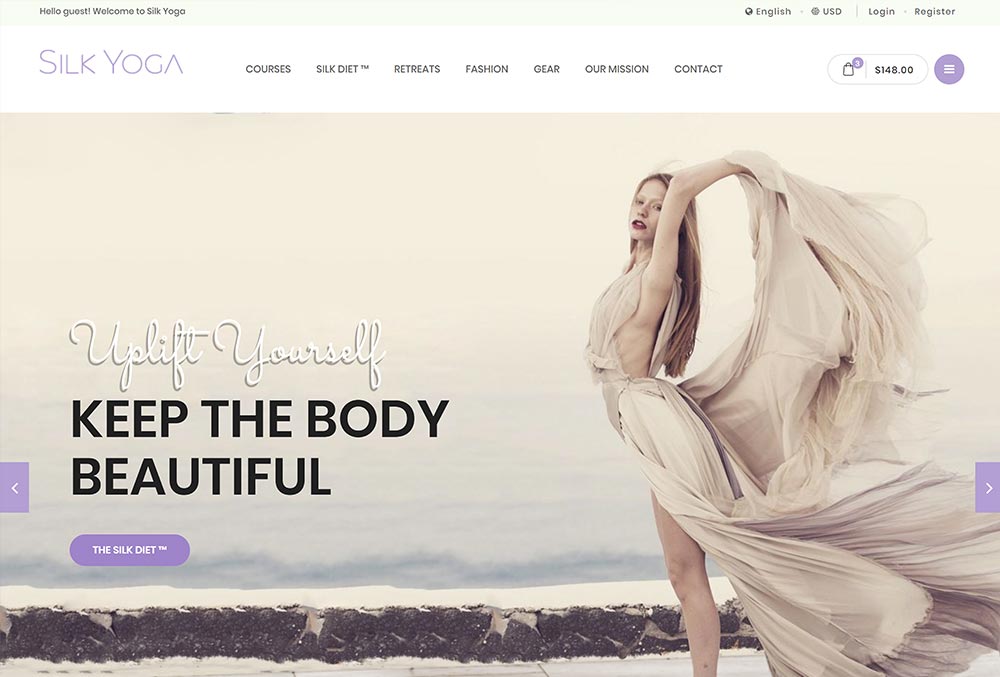 Hello guest! Welcome to Silk Yoga
English USD Login Register
SILK YOGA
COURSES SILK DIET ™ RETREATS FASHION GEAR OUR MISSION CONTACT
3
$148.00
Uplift Yourself
KEEP THE BODY
BEAUTIFUL
THE SILK DIET ™